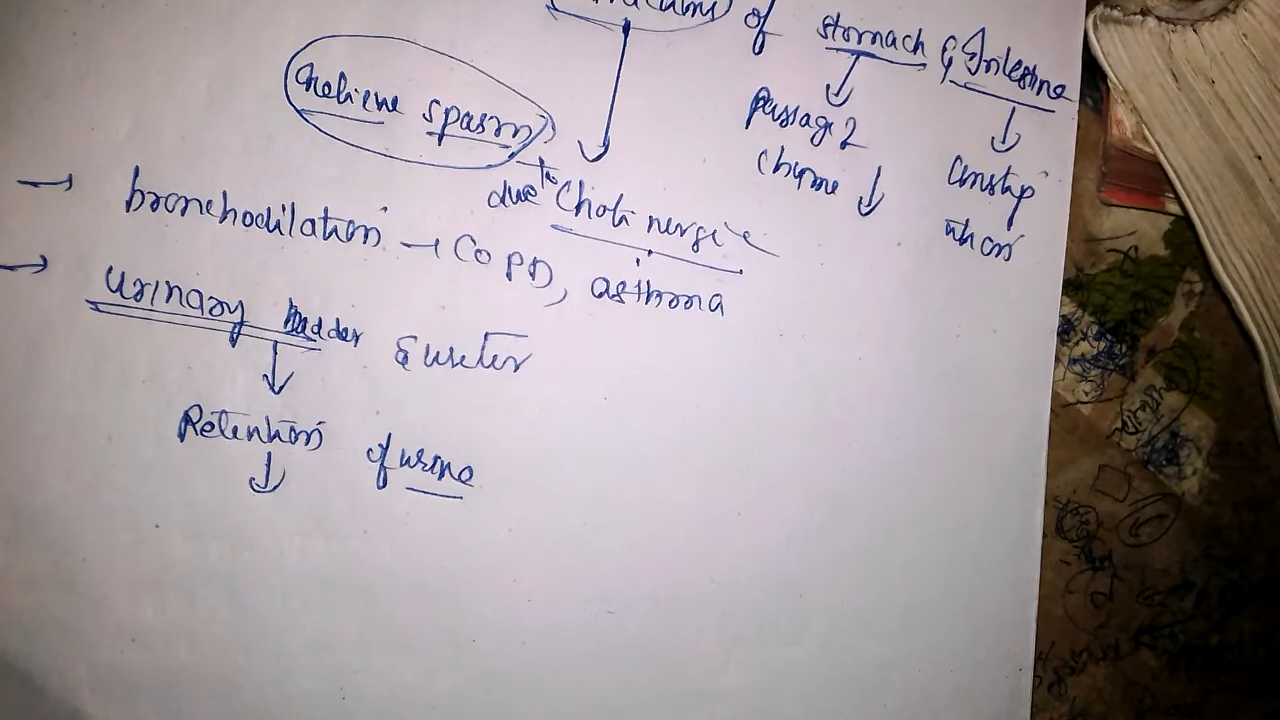 of stomach & Intestine
relieve spasm
passage 2
chyme ↓
Constip
ation
due to Cholinergic
→ bronchodilation → COPD, asthma
→ Urinary bladder & ureter
Retention of urine